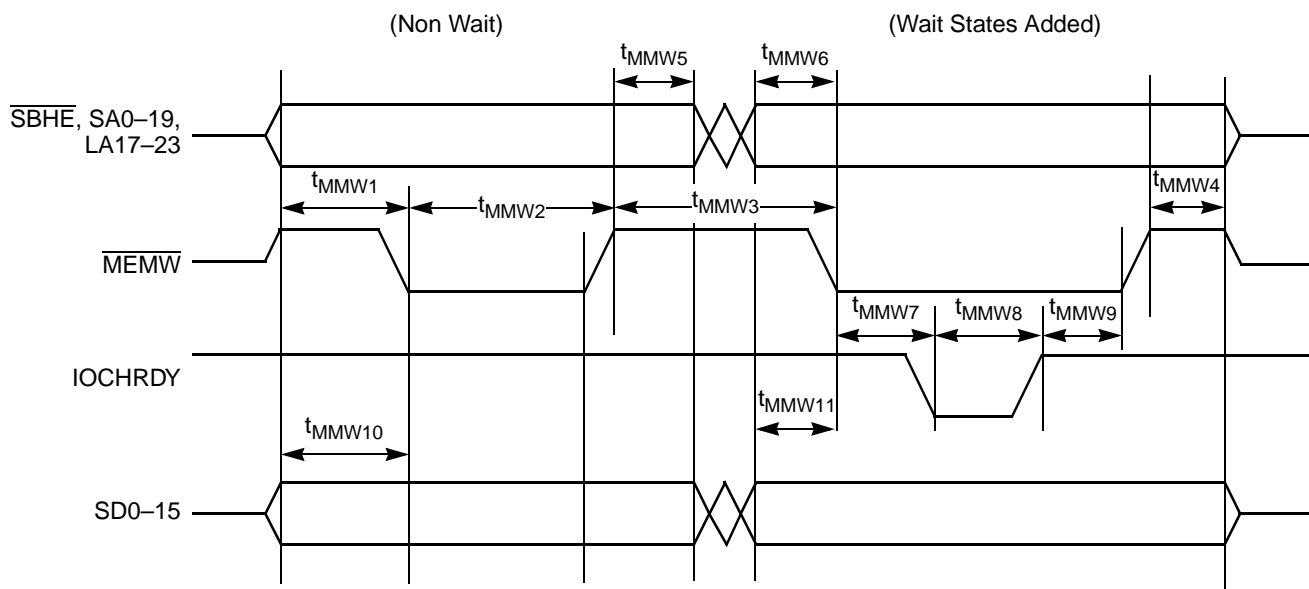 (Non Wait)
(Wait States Added)
tMMW5
tMMW6
SBHE, SA0–19,
LA17–23
tMMW1
tMMW2
tMMW3
tMMW4
MEMW
tMMW7
tMMW8
tMMW9
IOCHRDY
tMMW10
tMMW11
SD0–15